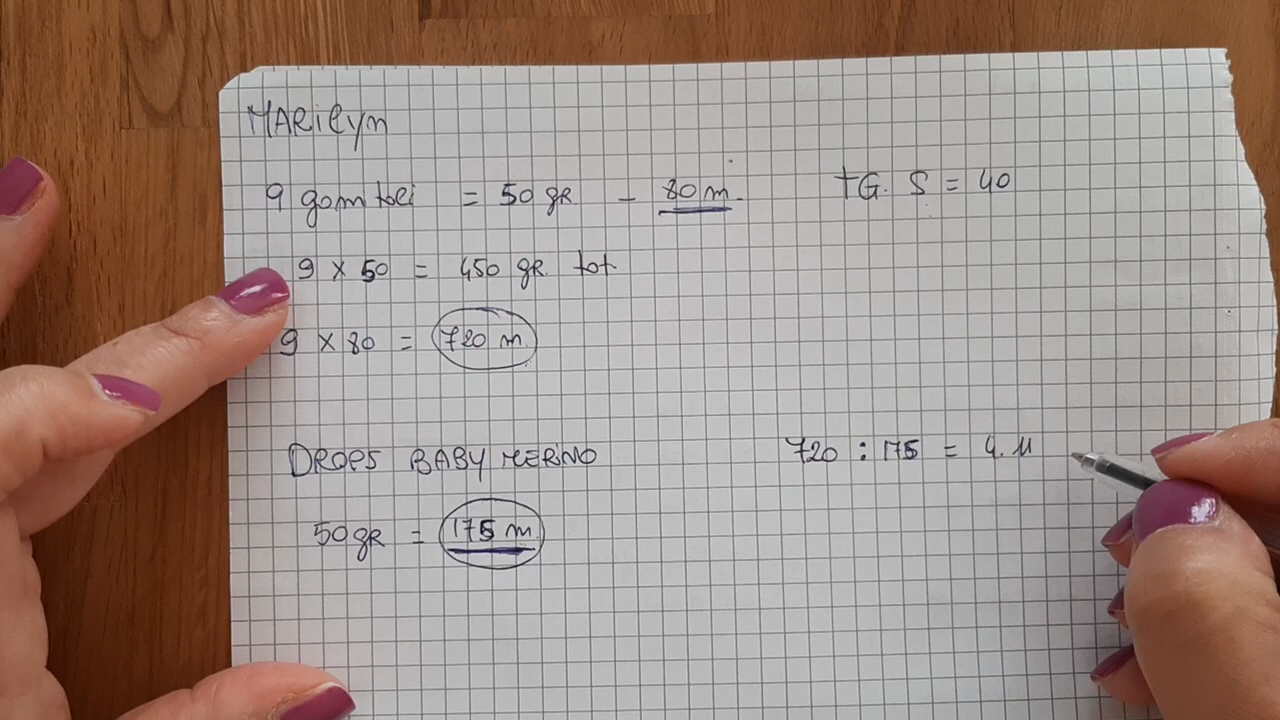 MARilyn
9 gomitoli = 50 gr - 80 m. TG. S = 40
9 x 50 = 450 gr. tot
9 x 80 = 720 m
DROPS BABY MERINO 720 : 175 = 4.11
50 gr = 175 m